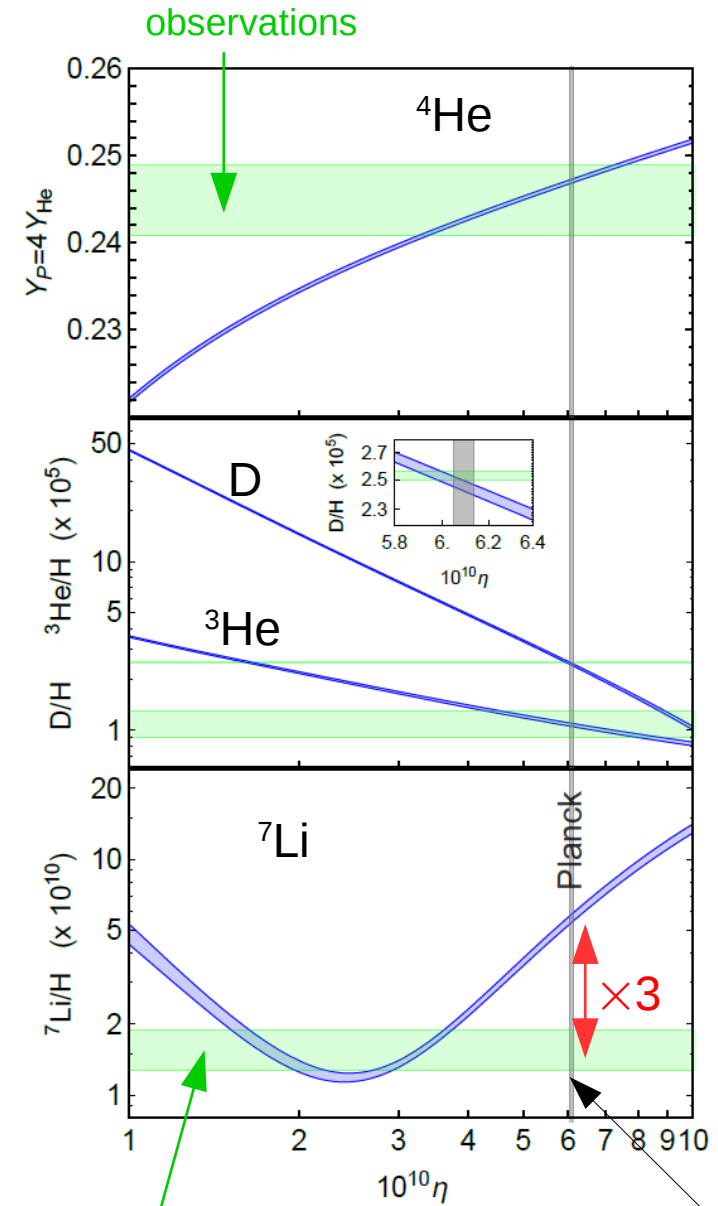 observations
0.26
0.25
0.24
0.23
Y_P=4 Y_He
⁴He
50
10
5
1
D/H ³He/H (x 10⁵)
D
³He
D/H (x 10⁵)
2.7
2.5
2.3
5.8 6. 6.2 6.4
10¹⁰η
20
10
5
2
1
⁷Li/H (x 10¹⁰)
⁷Li
Planck
×3
1 2 3 4 5 6 7 8 9 10
10¹⁰η